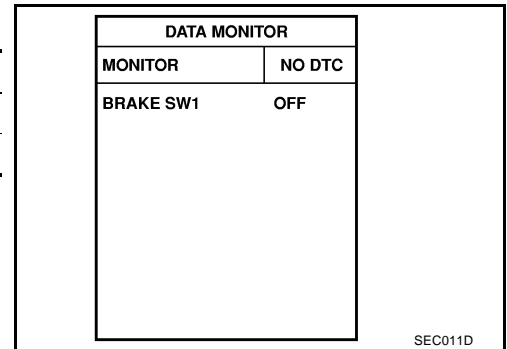 DATA MONITOR
MONITOR NO DTC
BRAKE SW1 OFF
SEC011D